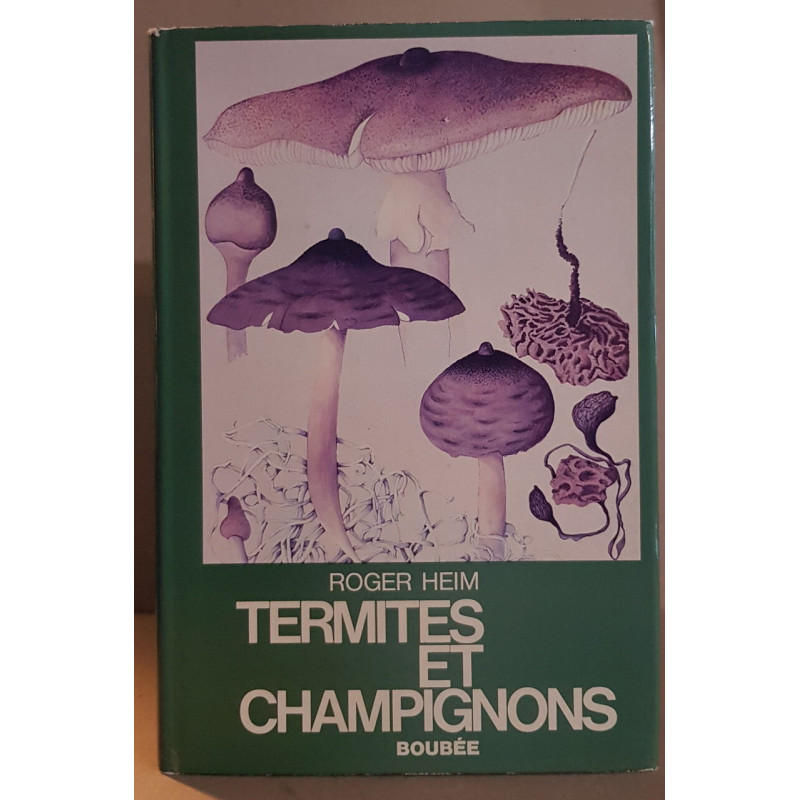 ROGER HEIM
TERMITES
ET
CHAMPIGNONS
BOUBÉE